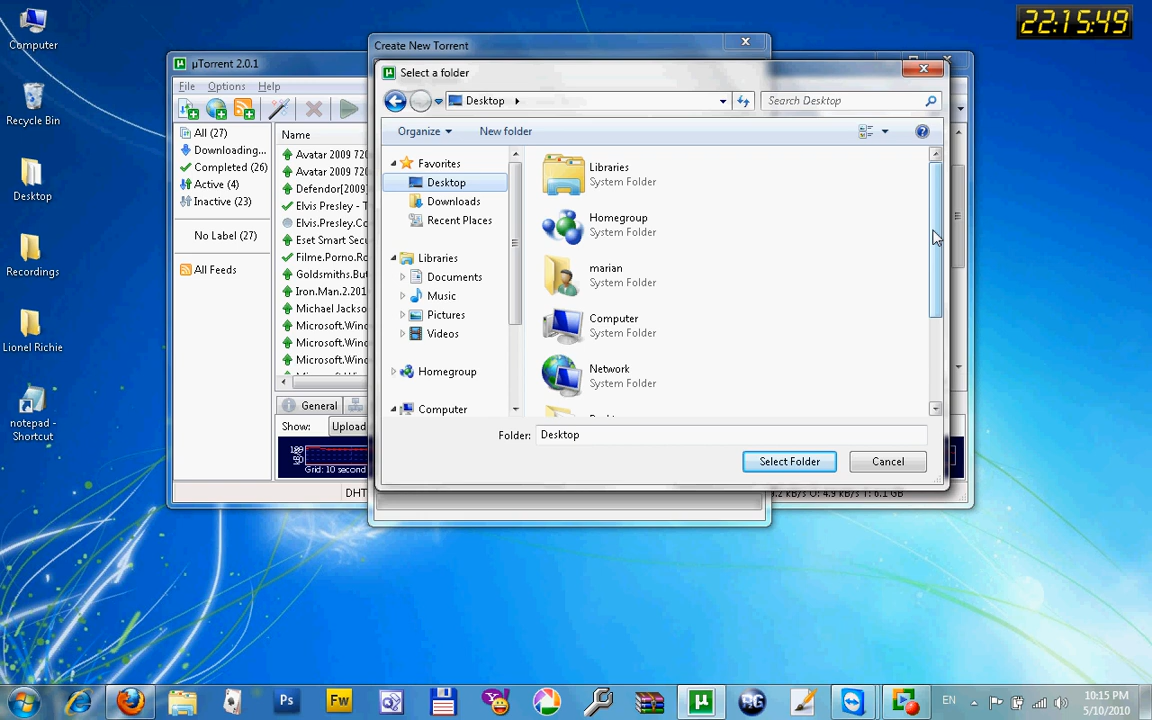 Computer
Recycle Bin
Desktop
Recordings
Lionel Richie
notepad -
Shortcut
22:15:49
µTorrent 2.0.1
File Options Help
All (27)
Downloading...
Completed (26)
Active (4)
Inactive (23)
No Label (27)
All Feeds
Name
Avatar 2009 720
Avatar 2009 720
Defendor[2009]
Elvis Presley - T
Elvis.Presley.Co
Eset Smart Secu
Filme.Porno.Ro
Goldsmiths.But
Iron.Man.2.201
Michael Jackso
Microsoft.Wind
Microsoft.Wind
Microsoft.Wind
General
Show: Upload
Grid: 10 second
DHT
Create New Torrent
Select a folder
Desktop
Search Desktop
Organize
New folder
Favorites
Desktop
Downloads
Recent Places
Libraries
Documents
Music
Pictures
Videos
Homegroup
Computer
Libraries
System Folder
Homegroup
System Folder
marian
System Folder
Computer
System Folder
Network
System Folder
Folder: Desktop
Select Folder
Cancel
Ps
Fw
EN
10:15 PM
5/10/2010